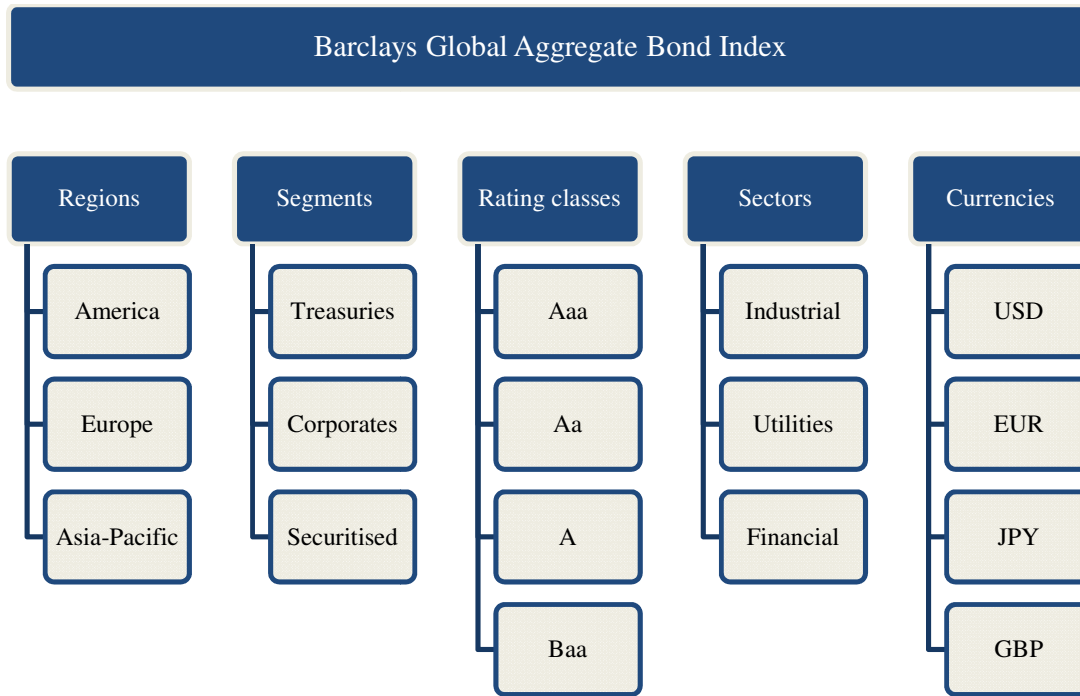 Barclays Global Aggregate Bond Index
Regions
America
Europe
Asia-Pacific
Segments
Treasuries
Corporates
Securitised
Rating classes
Aaa
Aa
A
Baa
Sectors
Industrial
Utilities
Financial
Currencies
USD
EUR
JPY
GBP